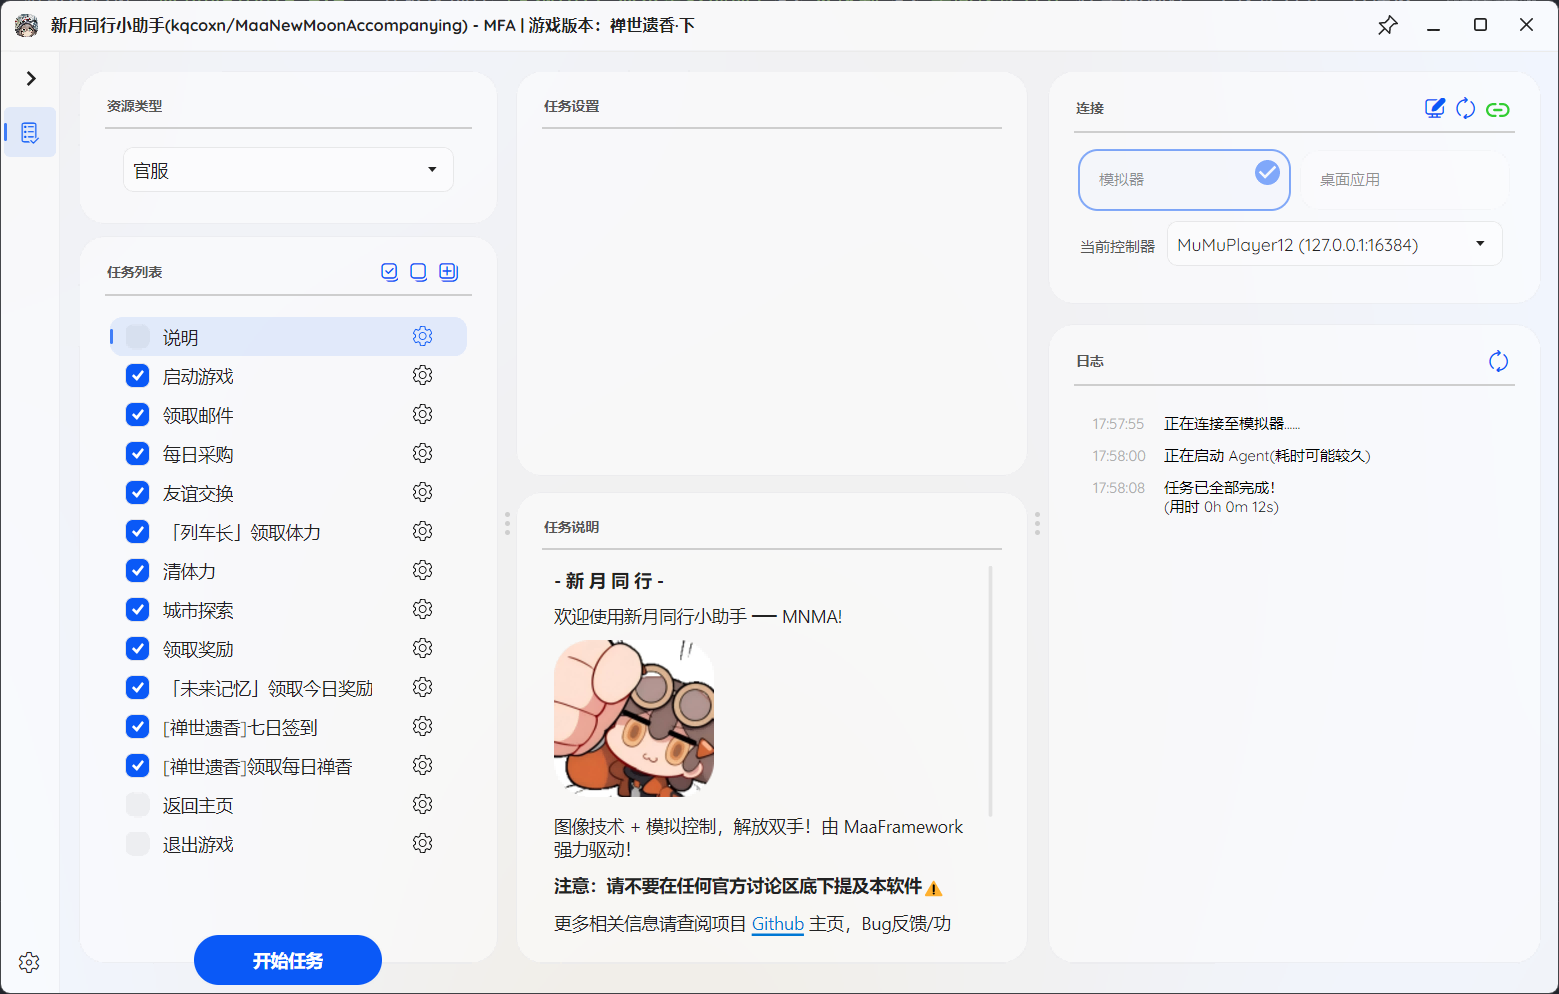 新月同行小助手(kqcoxn/MaaNewMoonAccompanying) - MFA | 游戏版本：禅世遗香·下
资源类型
官服
任务列表
说明
启动游戏
领取邮件
每日采购
友谊交换
「列车长」领取体力
清体力
城市探索
领取奖励
「未来记忆」领取今日奖励
[禅世遗香]七日签到
[禅世遗香]领取每日禅香
返回主页
退出游戏
开始任务
任务设置
任务说明
- 新 月 同 行 -
欢迎使用新月同行小助手 —— MNMA!
图像技术 + 模拟控制，解放双手！由 MaaFramework
强力驱动！
注意：请不要在任何官方讨论区底下提及本软件⚠️
更多相关信息请查阅项目 Github 主页，Bug反馈/功
连接
模拟器
桌面应用
当前控制器
MuMuPlayer12 (127.0.0.1:16384)
日志
17:57:55 正在连接至模拟器......
17:58:00 正在启动 Agent(耗时可能较久)
17:58:08 任务已全部完成！
(用时 0h 0m 12s)